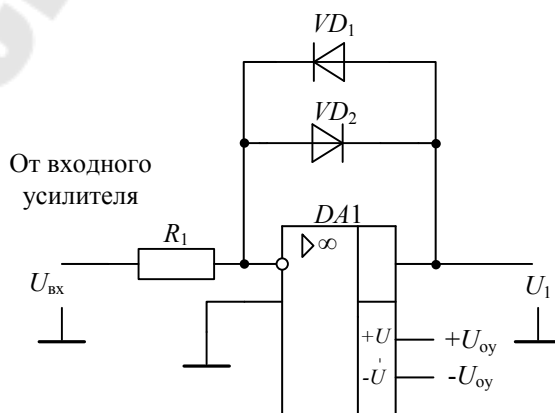 VD1
VD2
От входного
усилителя
DA1
▷∞
R1
Uвх
U1
+U
+Uоу
-U
-Uоу